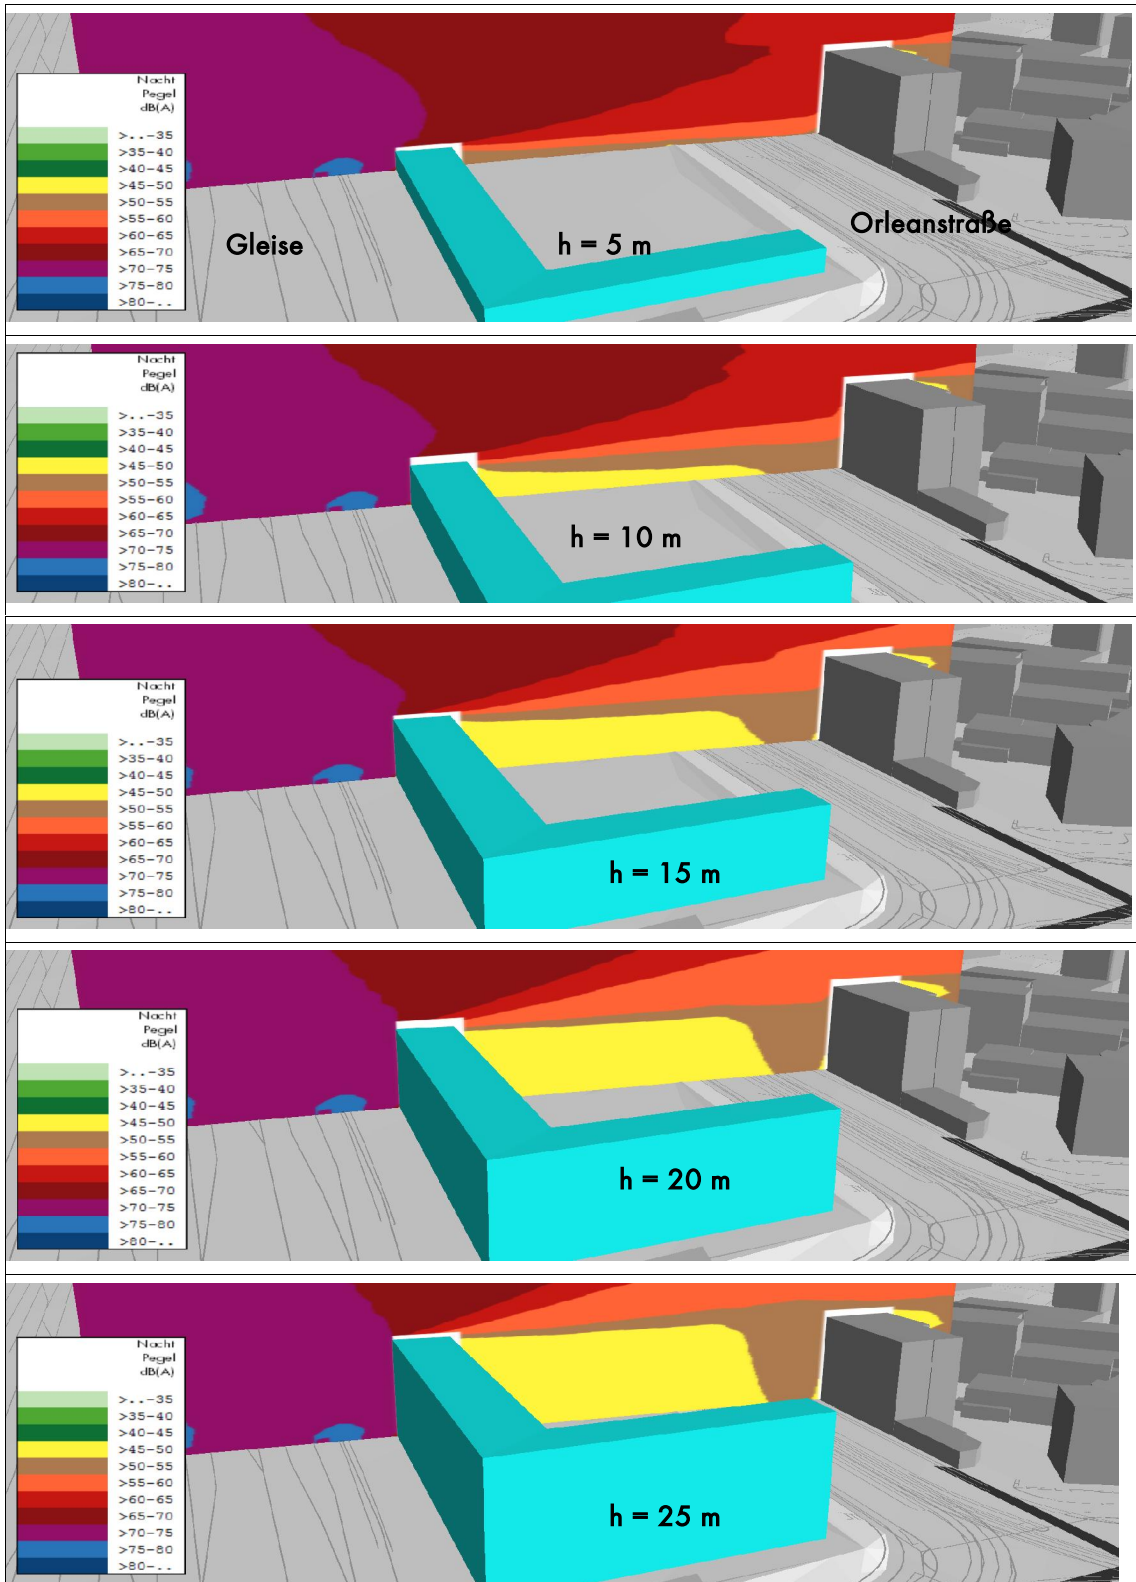 Nacht
Pegel
dB(A)
>..-35
>35-40
>40-45
>45-50
>50-55
>55-60
>60-65
>65-70
>70-75
>75-80
>80-..
Gleise
h = 5 m
Orleanstraße
Nacht
Pegel
dB(A)
>..-35
>35-40
>40-45
>45-50
>50-55
>55-60
>60-65
>65-70
>70-75
>75-80
>80-..
h = 10 m
Nacht
Pegel
dB(A)
>..-35
>35-40
>40-45
>45-50
>50-55
>55-60
>60-65
>65-70
>70-75
>75-80
>80-..
h = 15 m
Nacht
Pegel
dB(A)
>..-35
>35-40
>40-45
>45-50
>50-55
>55-60
>60-65
>65-70
>70-75
>75-80
>80-..
h = 20 m
Nacht
Pegel
dB(A)
>..-35
>35-40
>40-45
>45-50
>50-55
>55-60
>60-65
>65-70
>70-75
>75-80
>80-..
h = 25 m